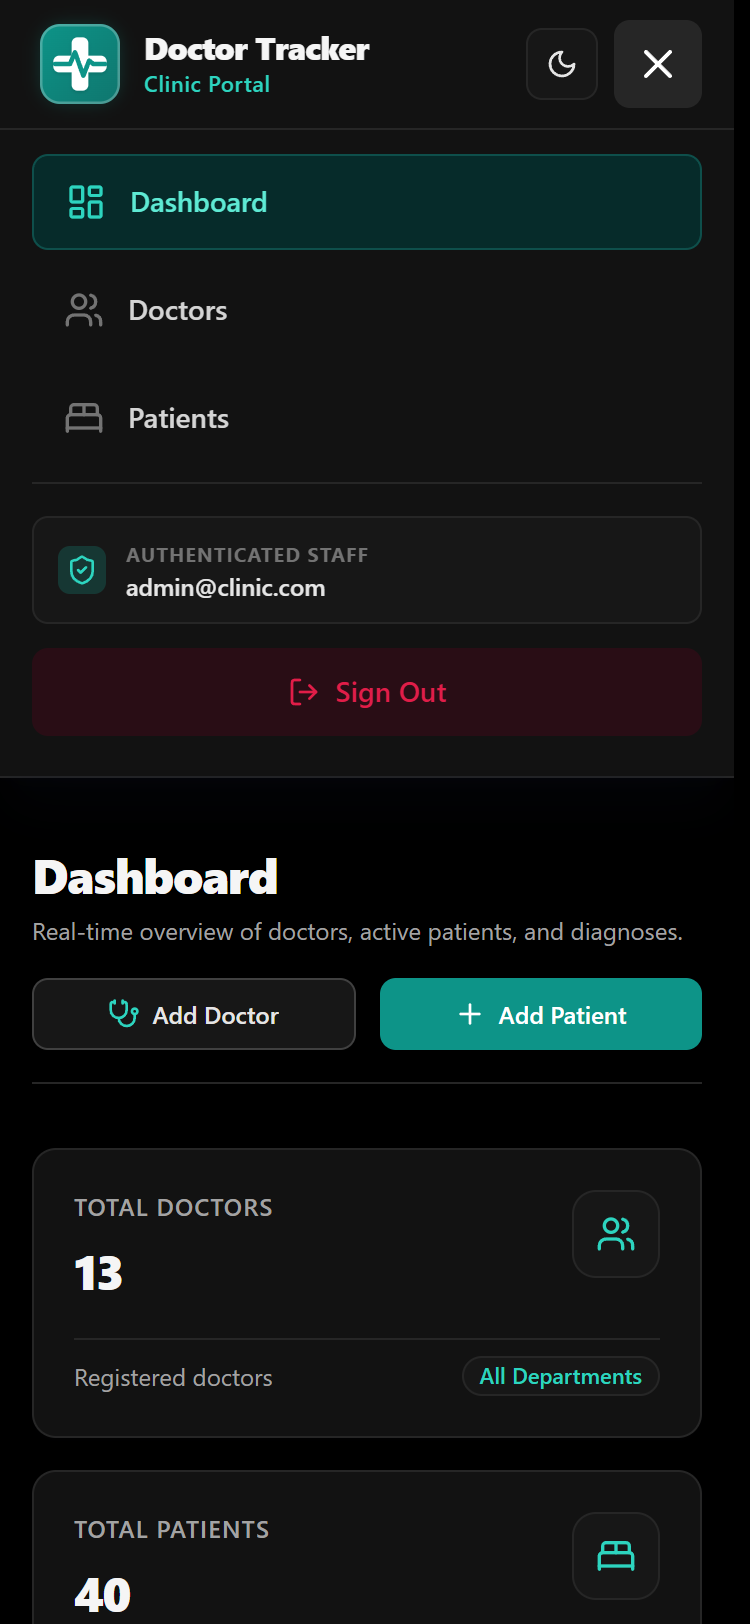 Doctor Tracker
Clinic Portal
Dashboard
Doctors
Patients
AUTHENTICATED STAFF
admin@clinic.com
Sign Out
Dashboard
Real-time overview of doctors, active patients, and diagnoses.
Add Doctor
Add Patient
TOTAL DOCTORS
13
Registered doctors
All Departments
TOTAL PATIENTS
40